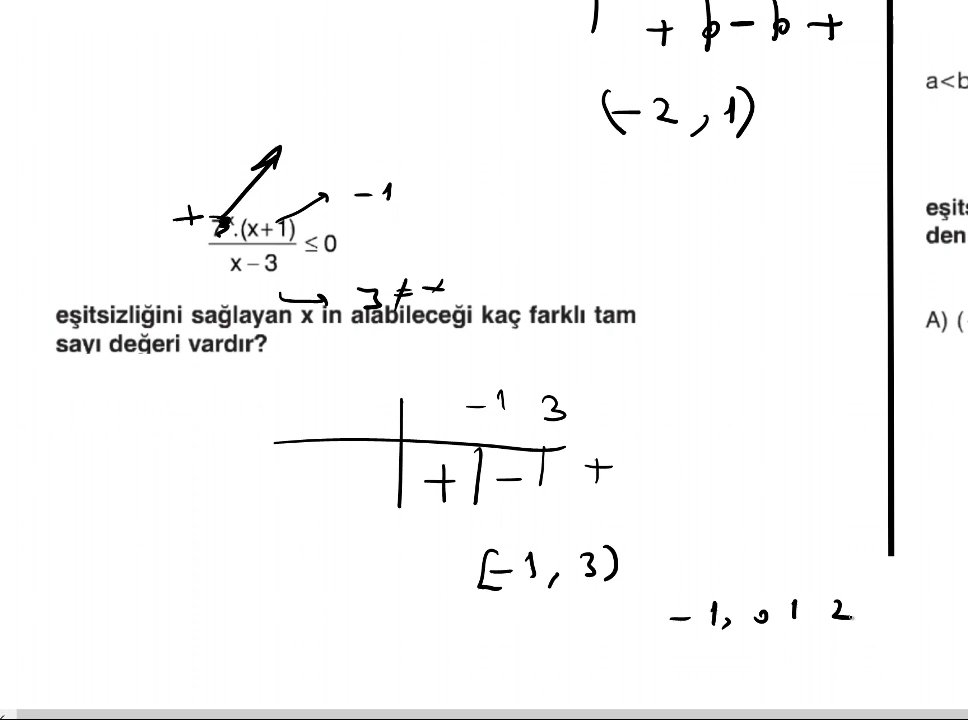 + - +
(-2, 1)
a<b
-1
+
.(x+1)
≤ 0
x – 3
3 ≠ x
eşitsizliğini sağlayan x in alabileceği kaç farklı tam
sayı değeri vardır?
eşits
den
A) (
-1 3
+ - +
[-1, 3)
-1, 0 1 2